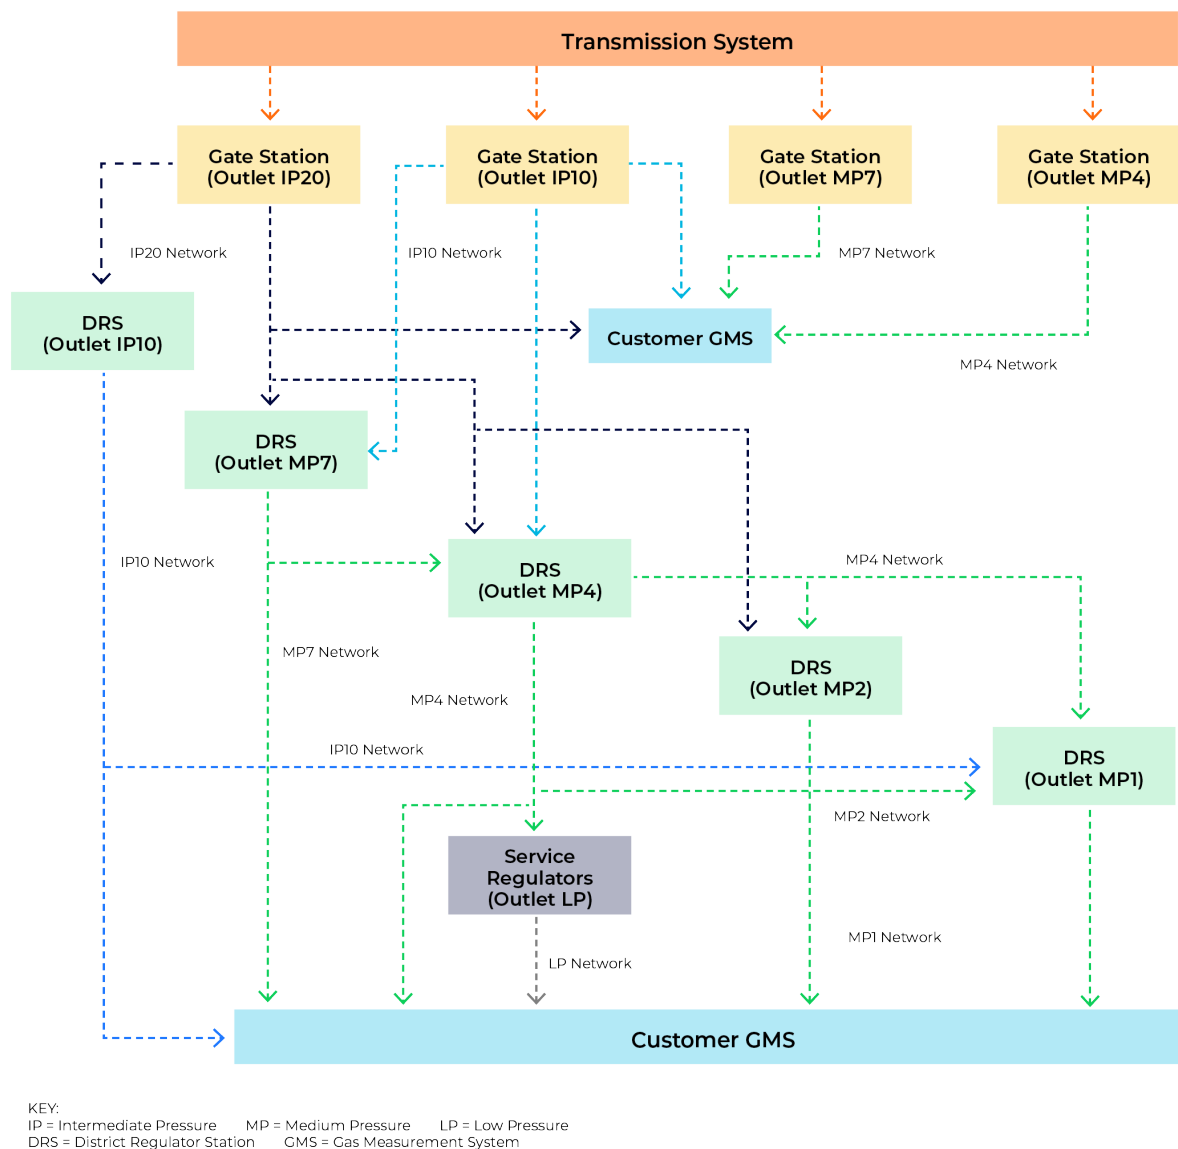 Transmission System
Gate Station
(Outlet IP20)
Gate Station
(Outlet IP10)
Gate Station
(Outlet MP7)
Gate Station
(Outlet MP4)
IP20 Network
IP10 Network
MP7 Network
DRS
(Outlet IP10)
Customer GMS
MP4 Network
DRS
(Outlet MP7)
IP10 Network
DRS
(Outlet MP4)
MP4 Network
MP7 Network
DRS
(Outlet MP2)
MP4 Network
IP10 Network
DRS
(Outlet MP1)
MP2 Network
Service
Regulators
(Outlet LP)
MP1 Network
LP Network
Customer GMS
KEY:
IP = Intermediate Pressure MP = Medium Pressure LP = Low Pressure
DRS = District Regulator Station GMS = Gas Measurement System